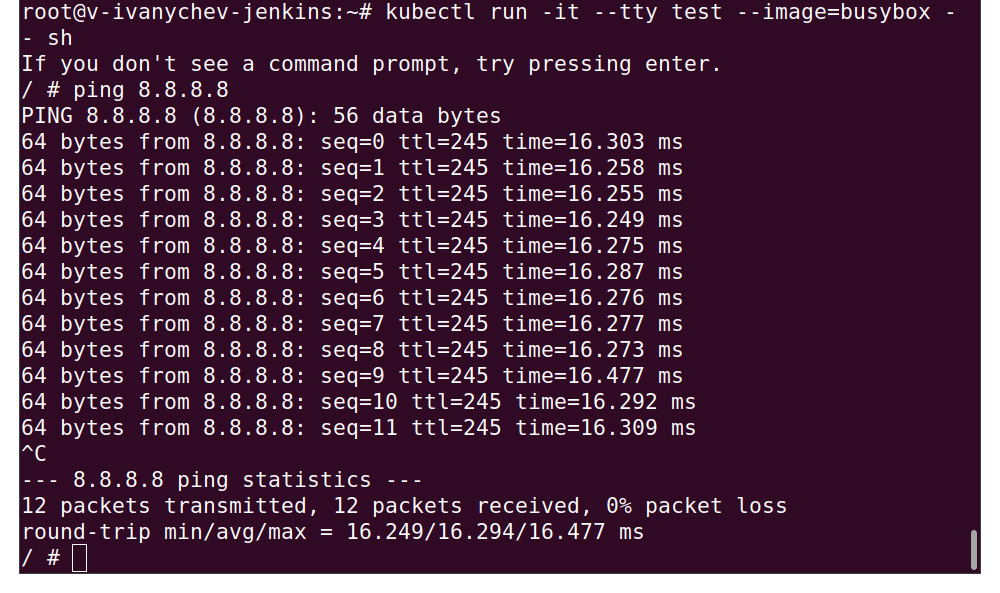 root@v-ivanychev-jenkins:~# kubectl run -it --tty test --image=busybox -
- sh
If you don't see a command prompt, try pressing enter.
/ # ping 8.8.8.8
PING 8.8.8.8 (8.8.8.8): 56 data bytes
64 bytes from 8.8.8.8: seq=0 ttl=245 time=16.303 ms
64 bytes from 8.8.8.8: seq=1 ttl=245 time=16.258 ms
64 bytes from 8.8.8.8: seq=2 ttl=245 time=16.255 ms
64 bytes from 8.8.8.8: seq=3 ttl=245 time=16.249 ms
64 bytes from 8.8.8.8: seq=4 ttl=245 time=16.275 ms
64 bytes from 8.8.8.8: seq=5 ttl=245 time=16.287 ms
64 bytes from 8.8.8.8: seq=6 ttl=245 time=16.276 ms
64 bytes from 8.8.8.8: seq=7 ttl=245 time=16.277 ms
64 bytes from 8.8.8.8: seq=8 ttl=245 time=16.273 ms
64 bytes from 8.8.8.8: seq=9 ttl=245 time=16.477 ms
64 bytes from 8.8.8.8: seq=10 ttl=245 time=16.292 ms
64 bytes from 8.8.8.8: seq=11 ttl=245 time=16.309 ms
^C
--- 8.8.8.8 ping statistics ---
12 packets transmitted, 12 packets received, 0% packet loss
round-trip min/avg/max = 16.249/16.294/16.477 ms
/ #